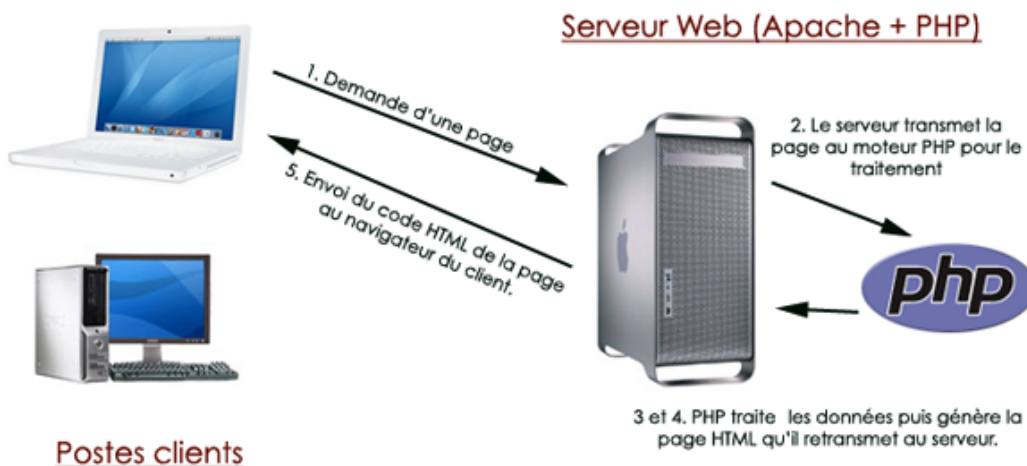 Serveur Web (Apache + PHP)
1. Demande d'une page
2. Le serveur transmet la
page au moteur PHP pour le
traitement
5. Envoi du code HTML de la page
au navigateur du client.
php
3 et 4. PHP traite les données puis génère la
page HTML qu'il retransmet au serveur.
Postes clients